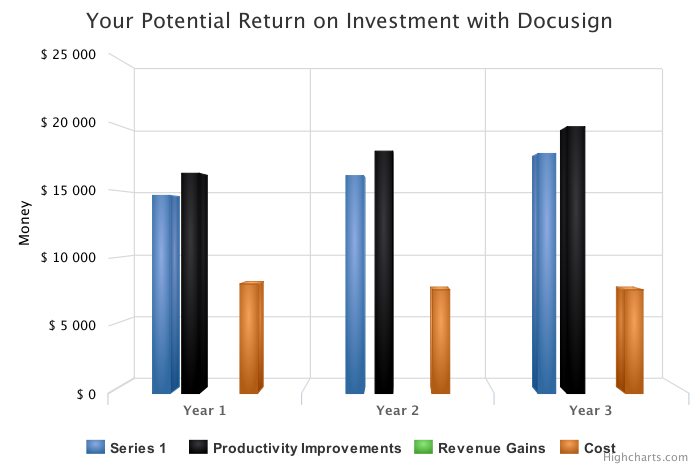 Your Potential Return on Investment with Docusign
$ 25 000
$ 20 000
$ 15 000
$ 10 000
$ 5 000
$ 0
Money
Year 1 Year 2 Year 3
Series 1 Productivity Improvements Revenue Gains Cost
Highcharts.com